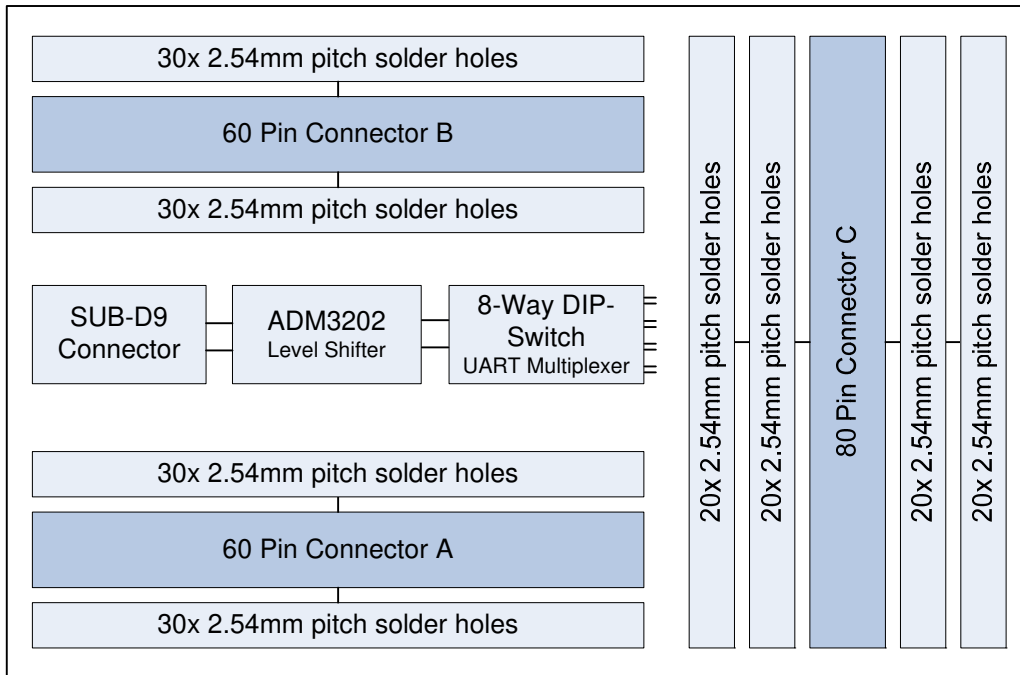 30x 2.54mm pitch solder holes
60 Pin Connector B
30x 2.54mm pitch solder holes
SUB-D9
Connector
ADM3202
Level Shifter
8-Way DIP-
Switch
UART Multiplexer
30x 2.54mm pitch solder holes
60 Pin Connector A
30x 2.54mm pitch solder holes
20x 2.54mm pitch solder holes
20x 2.54mm pitch solder holes
80 Pin Connector C
20x 2.54mm pitch solder holes
20x 2.54mm pitch solder holes